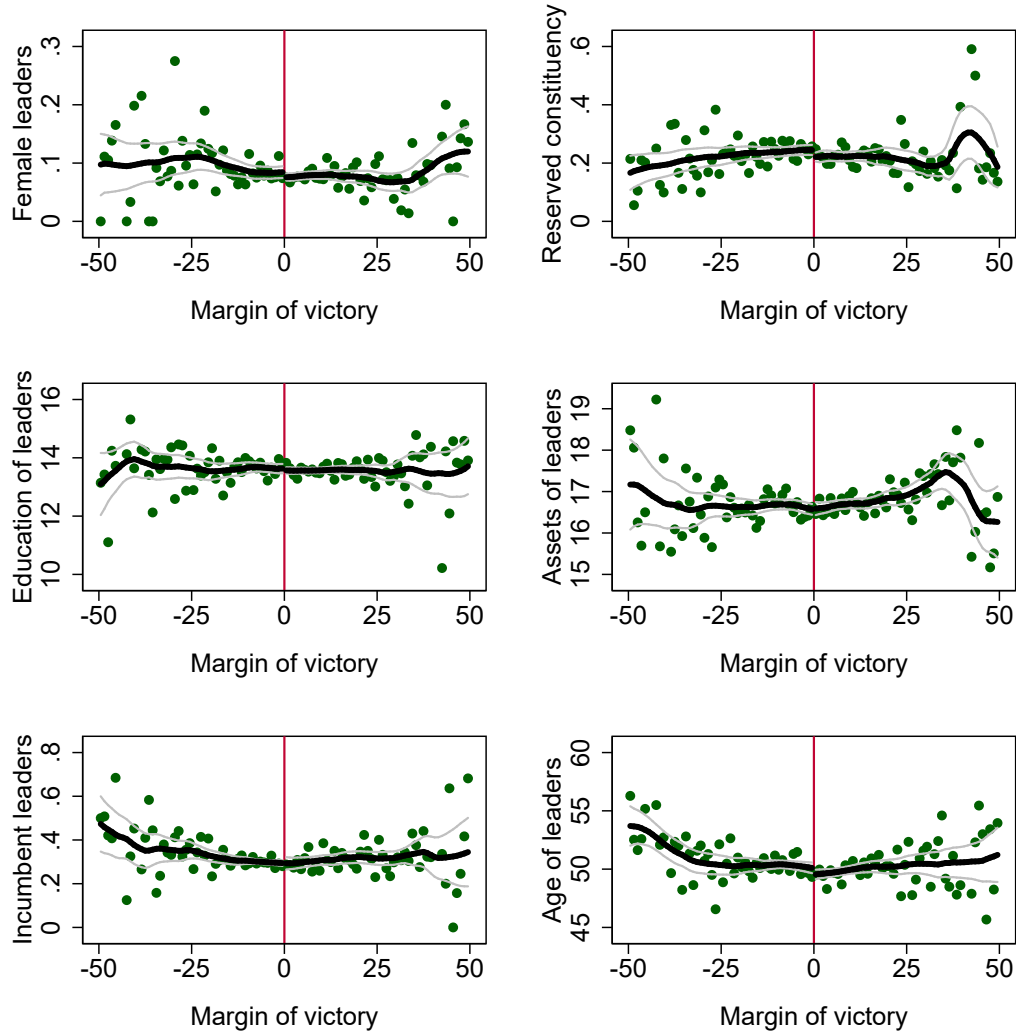 Female leaders
.3
.2
.1
0
-50 -25 0 25 50
Margin of victory
Reserved constituency
.6
.4
0.2
0
-50 -25 0 25 50
Margin of victory
Education of leaders
16
14
12
10
-50 -25 0 25 50
Margin of victory
Assets of leaders
19
18
17
16
15
-50 -25 0 25 50
Margin of victory
Incumbent leaders
.8
.6
.4
.2
0
-50 -25 0 25 50
Margin of victory
Age of leaders
60
55
50
45
-50 -25 0 25 50
Margin of victory